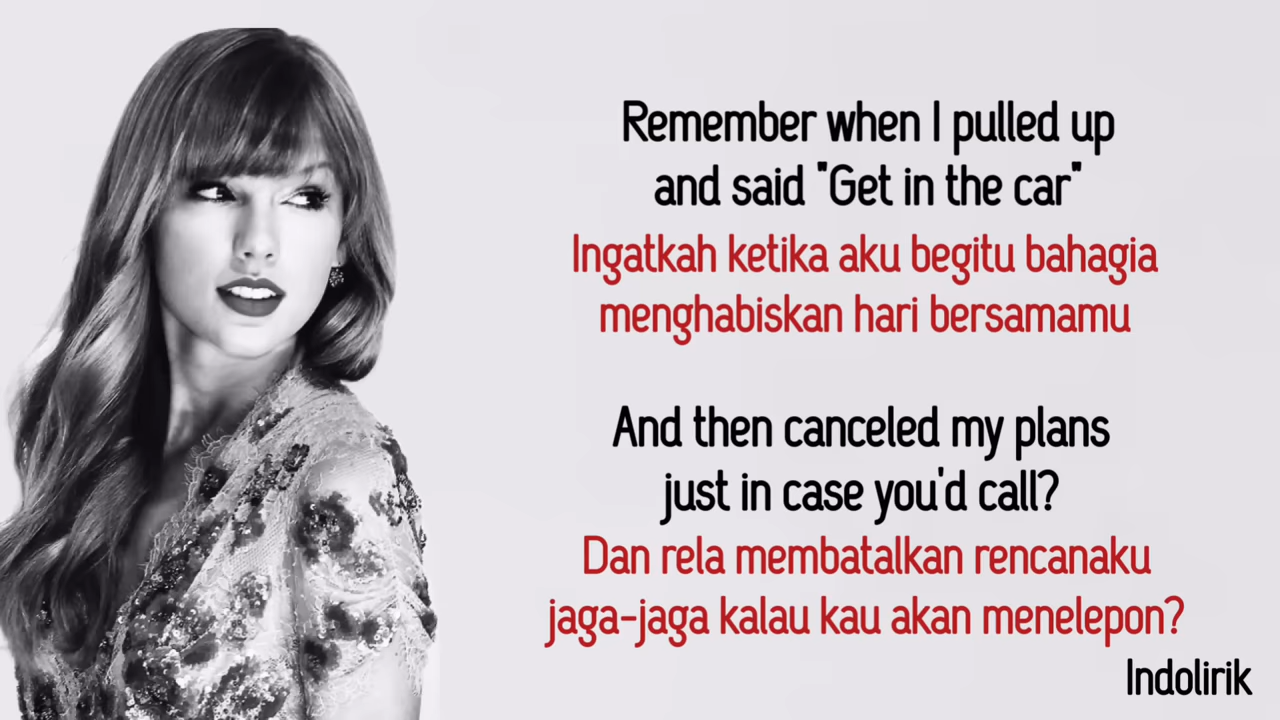 Remember when I pulled up
and said "Get in the car"
Ingatkah ketika aku begitu bahagia
menghabiskan hari bersamamu
And then canceled my plans
just in case you'd call?
Dan rela membatalkan rencanaku
jaga-jaga kalau kau akan menelepon?
Indolirik